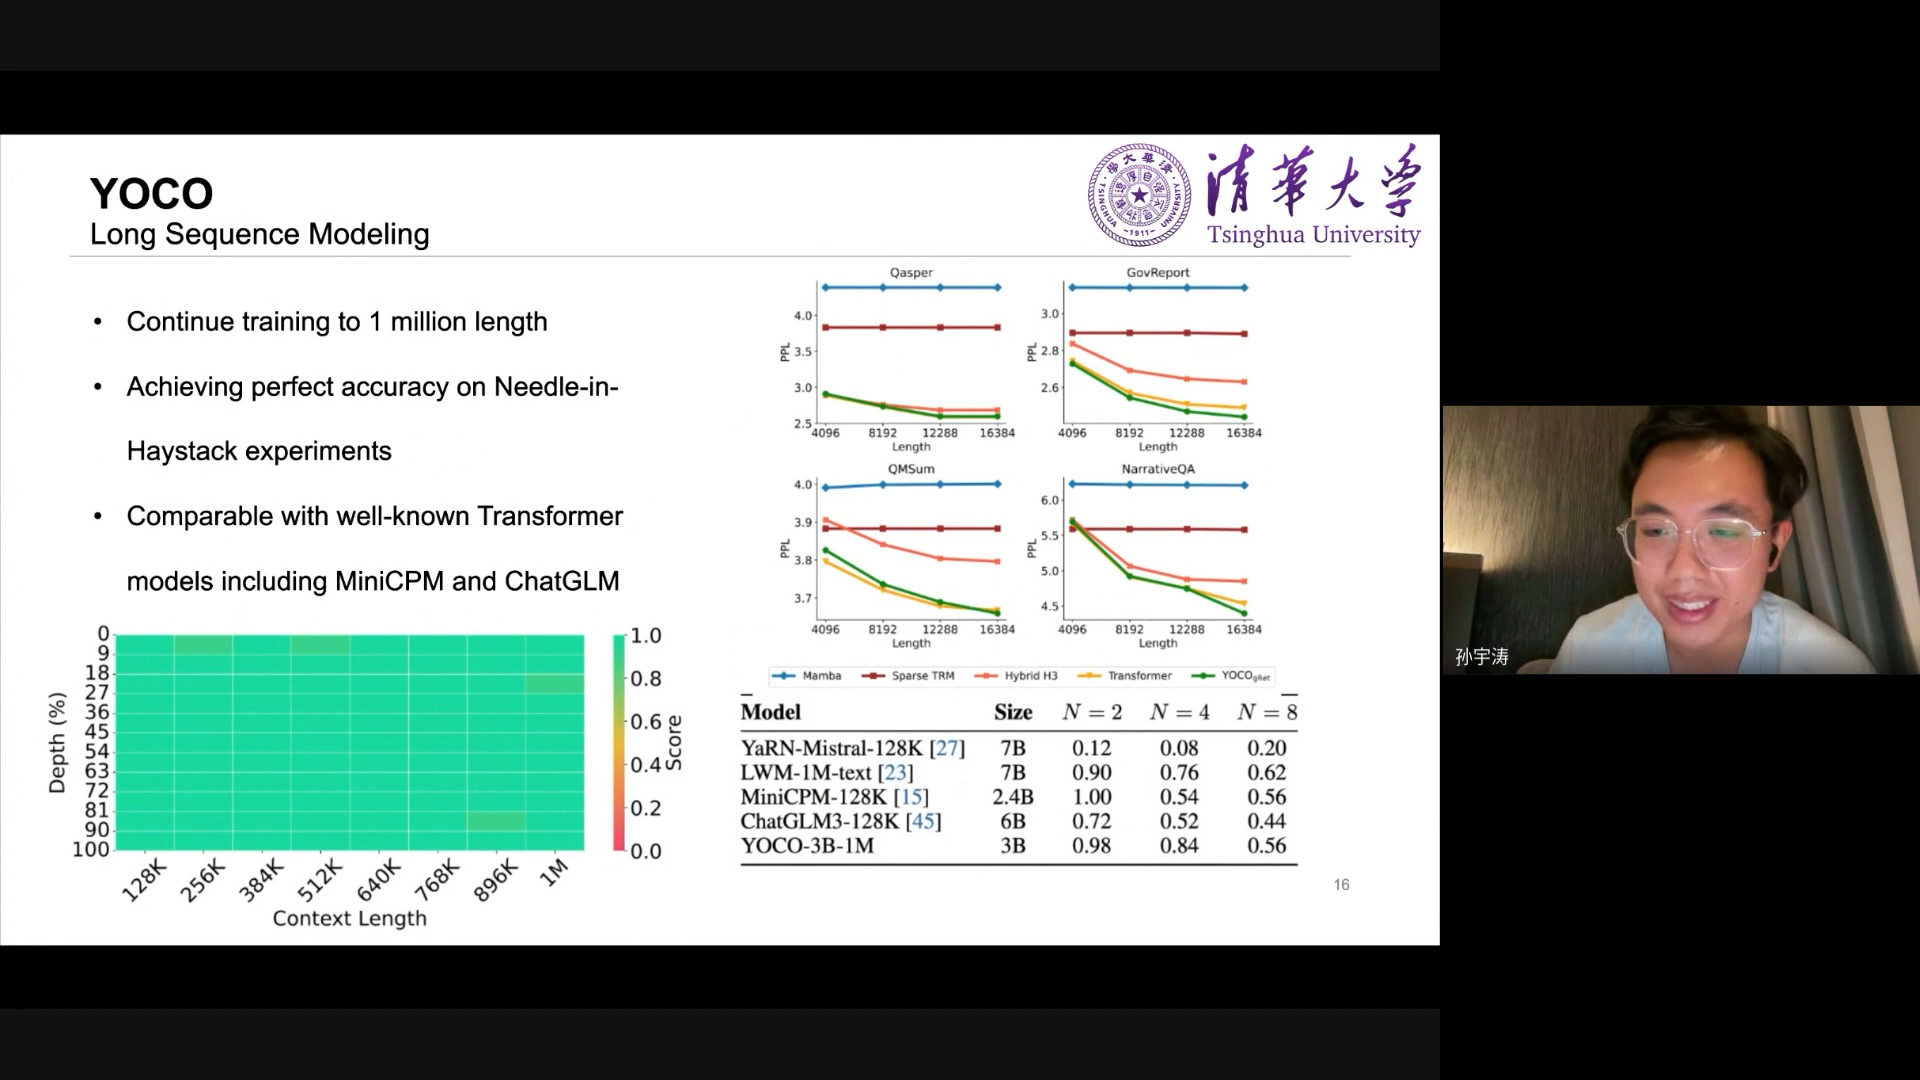 YOCO
Long Sequence Modeling
TSINGHUA UNIVERSITY
-1911-
清華大学
Tsinghua University
• Continue training to 1 million length
• Achieving perfect accuracy on Needle-in-
Haystack experiments
• Comparable with well-known Transformer
models including MiniCPM and ChatGLM
0
9
18
27
36
45
54
63
72
81
90
100
Depth (%)
128K 256K 384K 512K 640K 768K 896K 1M
Context Length
1.0
0.8
0.6
0.4
0.2
0.0
Score
Qasper
4.0
3.5
3.0
2.5
PPL
4096 8192 12288 16384
Length
GovReport
3.0
2.8
2.6
PPL
4096 8192 12288 16384
Length
QMSum
4.0
3.9
3.8
3.7
PPL
4096 8192 12288 16384
Length
NarrativeQA
6.0
5.5
5.0
4.5
PPL
4096 8192 12288 16384
Length
Mamba Sparse TRM Hybrid H3 Transformer YOCOgRet
Model Size N = 2 N = 4 N = 8
YaRN-Mistral-128K [27] 7B 0.12 0.08 0.20
LWM-1M-text [23] 7B 0.90 0.76 0.62
MiniCPM-128K [15] 2.4B 1.00 0.54 0.56
ChatGLM3-128K [45] 6B 0.72 0.52 0.44
YOCO-3B-1M 3B 0.98 0.84 0.56
16
孙宇涛